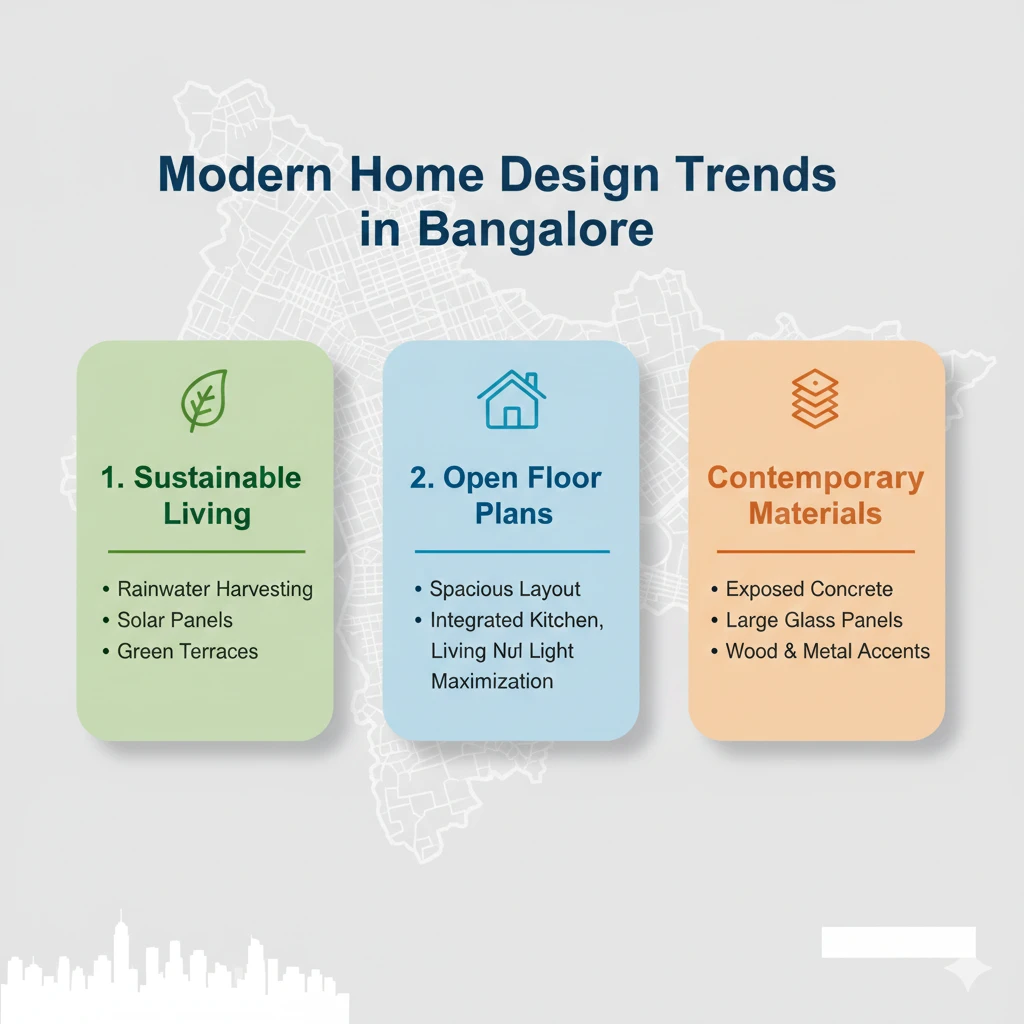 Modern Home Design Trends
in Bangalore
1. Sustainable
Living
• Rainwater Harvesting
• Solar Panels
• Green Terraces
2. Open Floor
Plans
• Spacious Layout
• Integrated Kitchen,
Living Light
Maximization
Contemporary
Materials
• Exposed Concrete
• Large Glass Panels
• Wood & Metal Accents